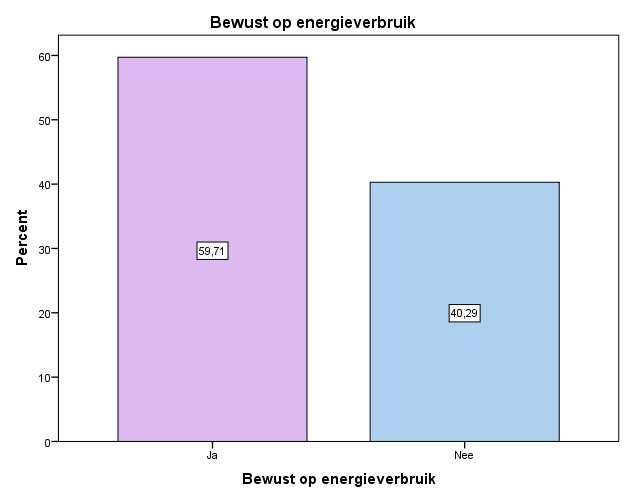 Bewust op energieverbruik
Percent
60
50
40
30
20
10
0
59,71
40,29
Ja
Nee
Bewust op energieverbruik